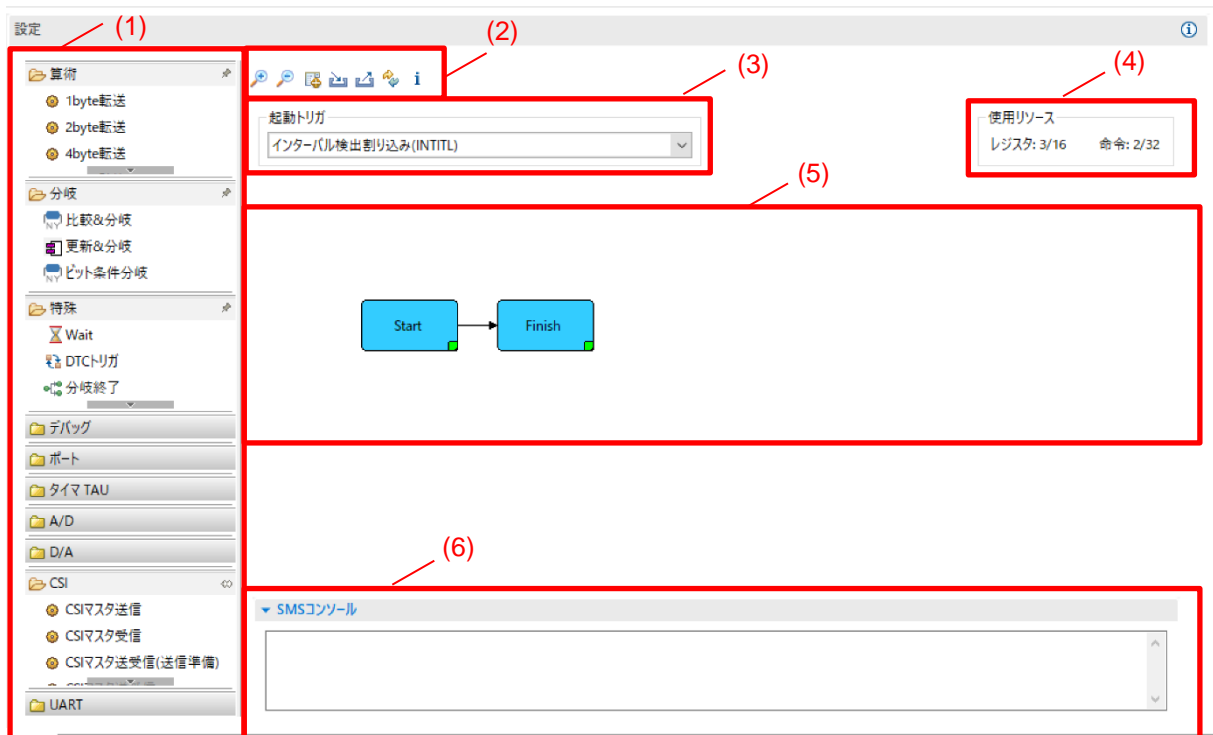 設定
(1)
(2)
(3)
(4)
(5)
(6)
算術
1byte転送
2byte転送
4byte転送
分岐
比較&分岐
更新&分岐
ビット条件分岐
特殊
Wait
DTCトリガ
分岐終了
デバッグ
ポート
タイマ TAU
A/D
D/A
CSI
CSIマスタ送信
CSIマスタ受信
CSIマスタ送受信(送信準備)
UART
起動トリガ
インターバル検出割り込み(INTITL)
使用リソース
レジスタ: 3/16 命令: 2/32
Start
Finish
SMSコンソール